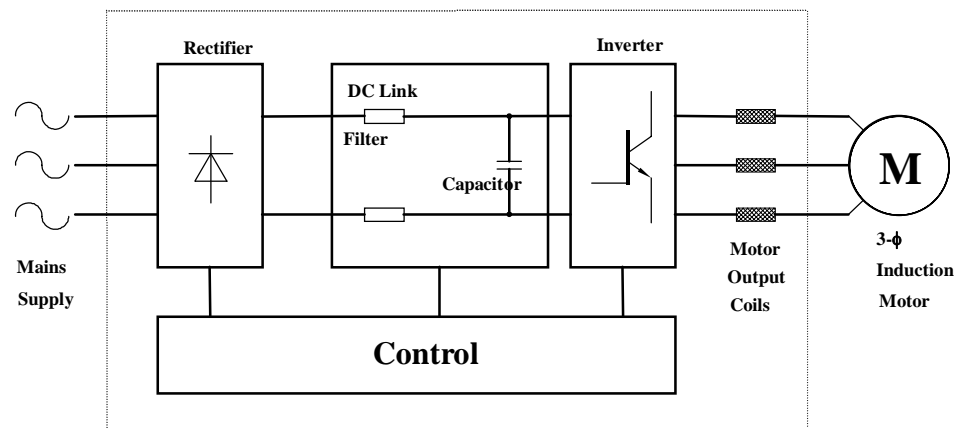 Rectifier
Inverter
DC Link
Filter
Capacitor
M
Mains
Supply
Motor
Output
Coils
3-ϕ
Induction
Motor
Control